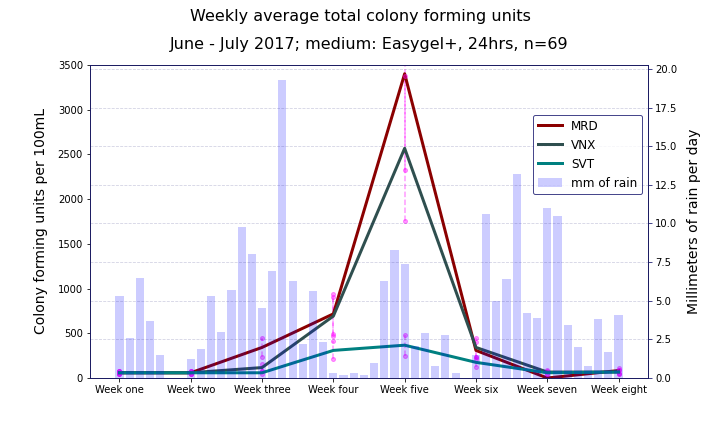 Weekly average total colony forming units
June - July 2017; medium: Easygel+, 24hrs, n=69
Colony forming units per 100mL
3500
3000
2500
2000
1500
1000
500
0
20.0
17.5
15.0
12.5
10.0
7.5
5.0
2.5
0.0
Millimeters of rain per day
MRD
VNX
SVT
mm of rain
Week one
Week two
Week three
Week four
Week five
Week six
Week seven
Week eight